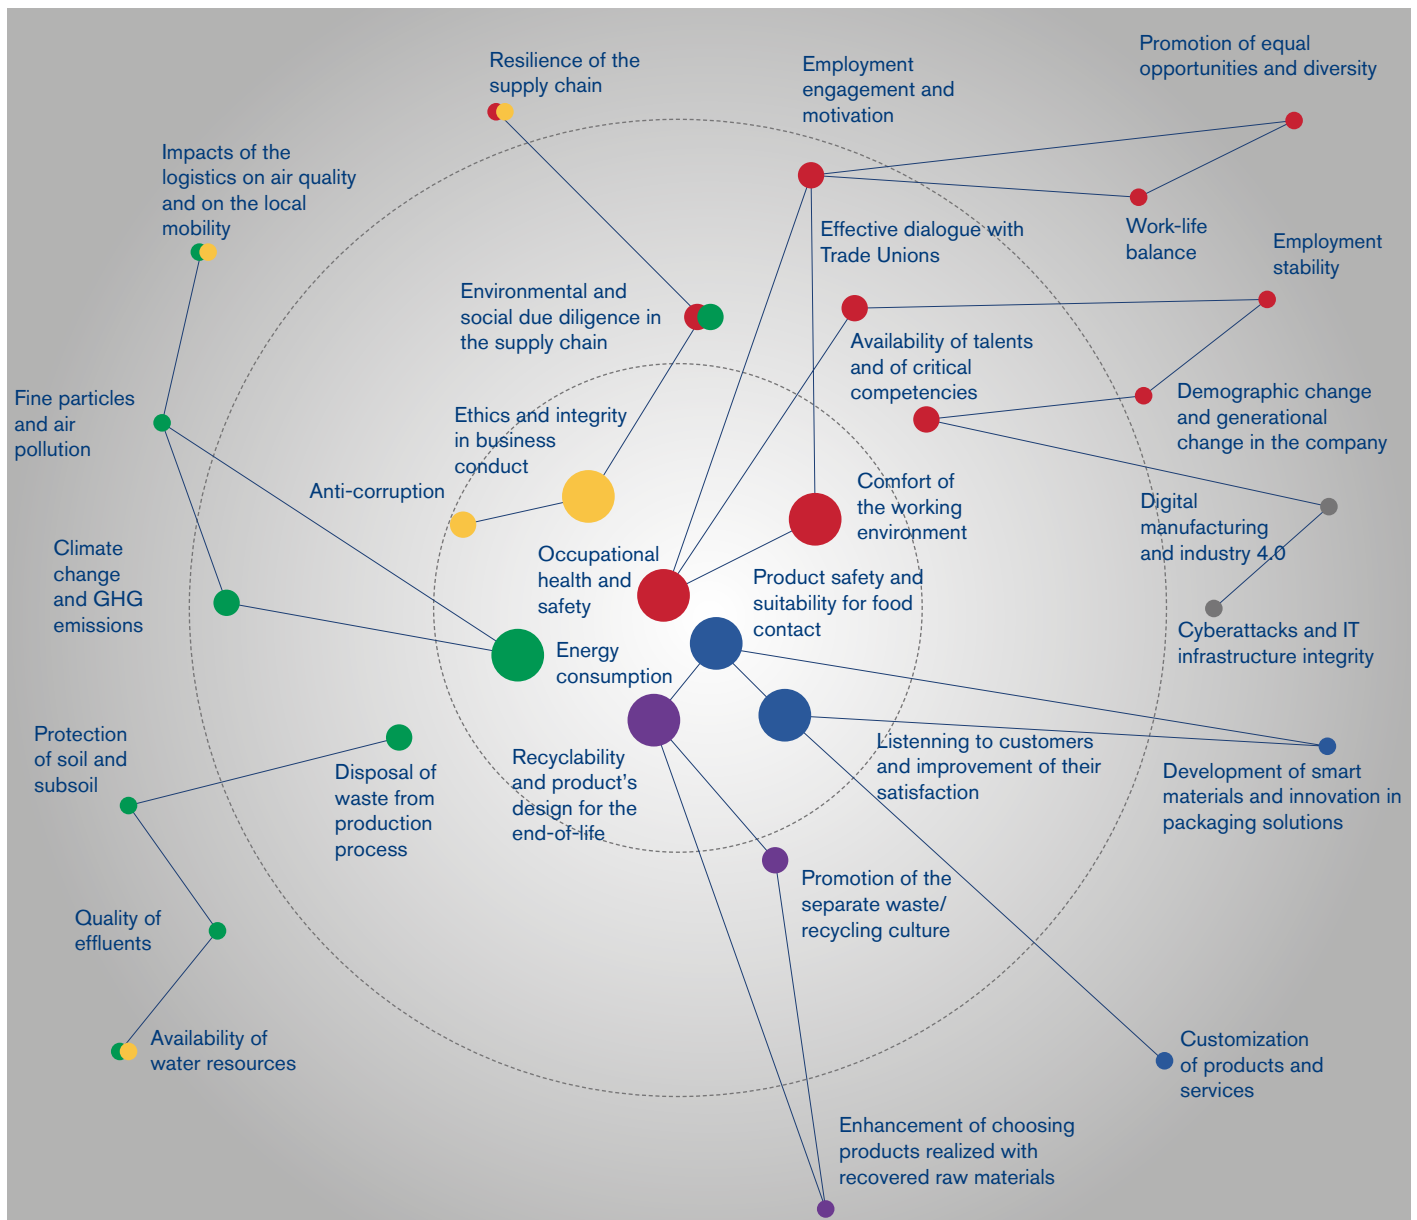 Promotion of equal
opportunities and diversity
Resilience of the
supply chain
Employment
engagement and
motivation
Impacts of the
logistics on air quality
and on the local
mobility
Effective dialogue with
Trade Unions
Work-life
balance
Employment
stability
Environmental and
social due diligence in
the supply chain
Availability of talents
and of critical
competencies
Demographic change
and generational
change in the company
Fine particles
and air
pollution
Ethics and integrity
in business
conduct
Anti-corruption
Comfort of
the working
environment
Digital
manufacturing
and industry 4.0
Climate
change
and GHG
emissions
Occupational
health and
safety
Product safety and
suitability for food
contact
Cyberattacks and IT
infrastructure integrity
Energy
consumption
Protection
of soil and
subsoil
Disposal of
waste from
production
process
Recyclability
and product's
design for the
end-of-life
Listenning to customers
and improvement of their
satisfaction
Development of smart
materials and innovation in
packaging solutions
Promotion of the
separate waste/
recycling culture
Quality of
effluents
Availability of
water resources
Customization
of products and
services
Enhancement of choosing
products realized with
recovered raw materials